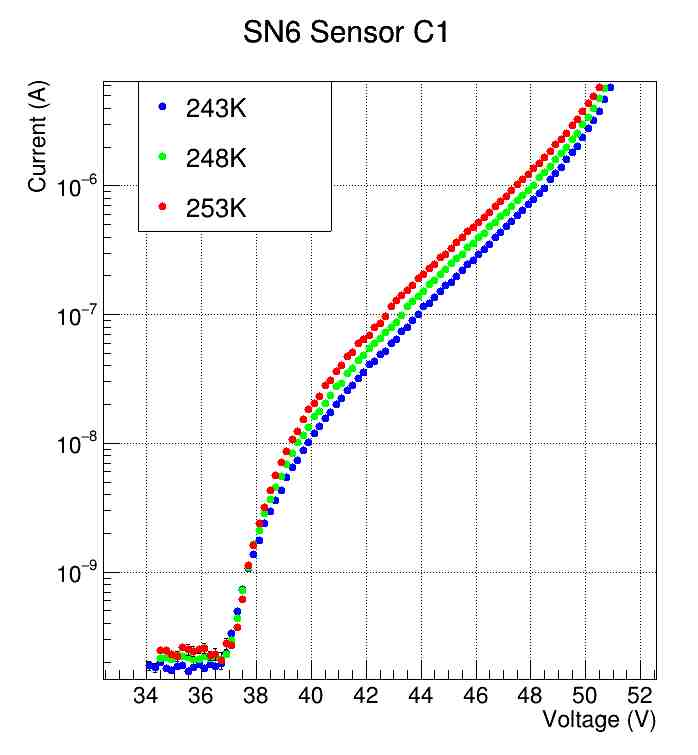 SN6 Sensor C1
Current (A)
243K
248K
253K
10⁻⁶
10⁻⁷
10⁻⁸
10⁻⁹
34 36 38 40 42 44 46 48 50 52
Voltage (V)